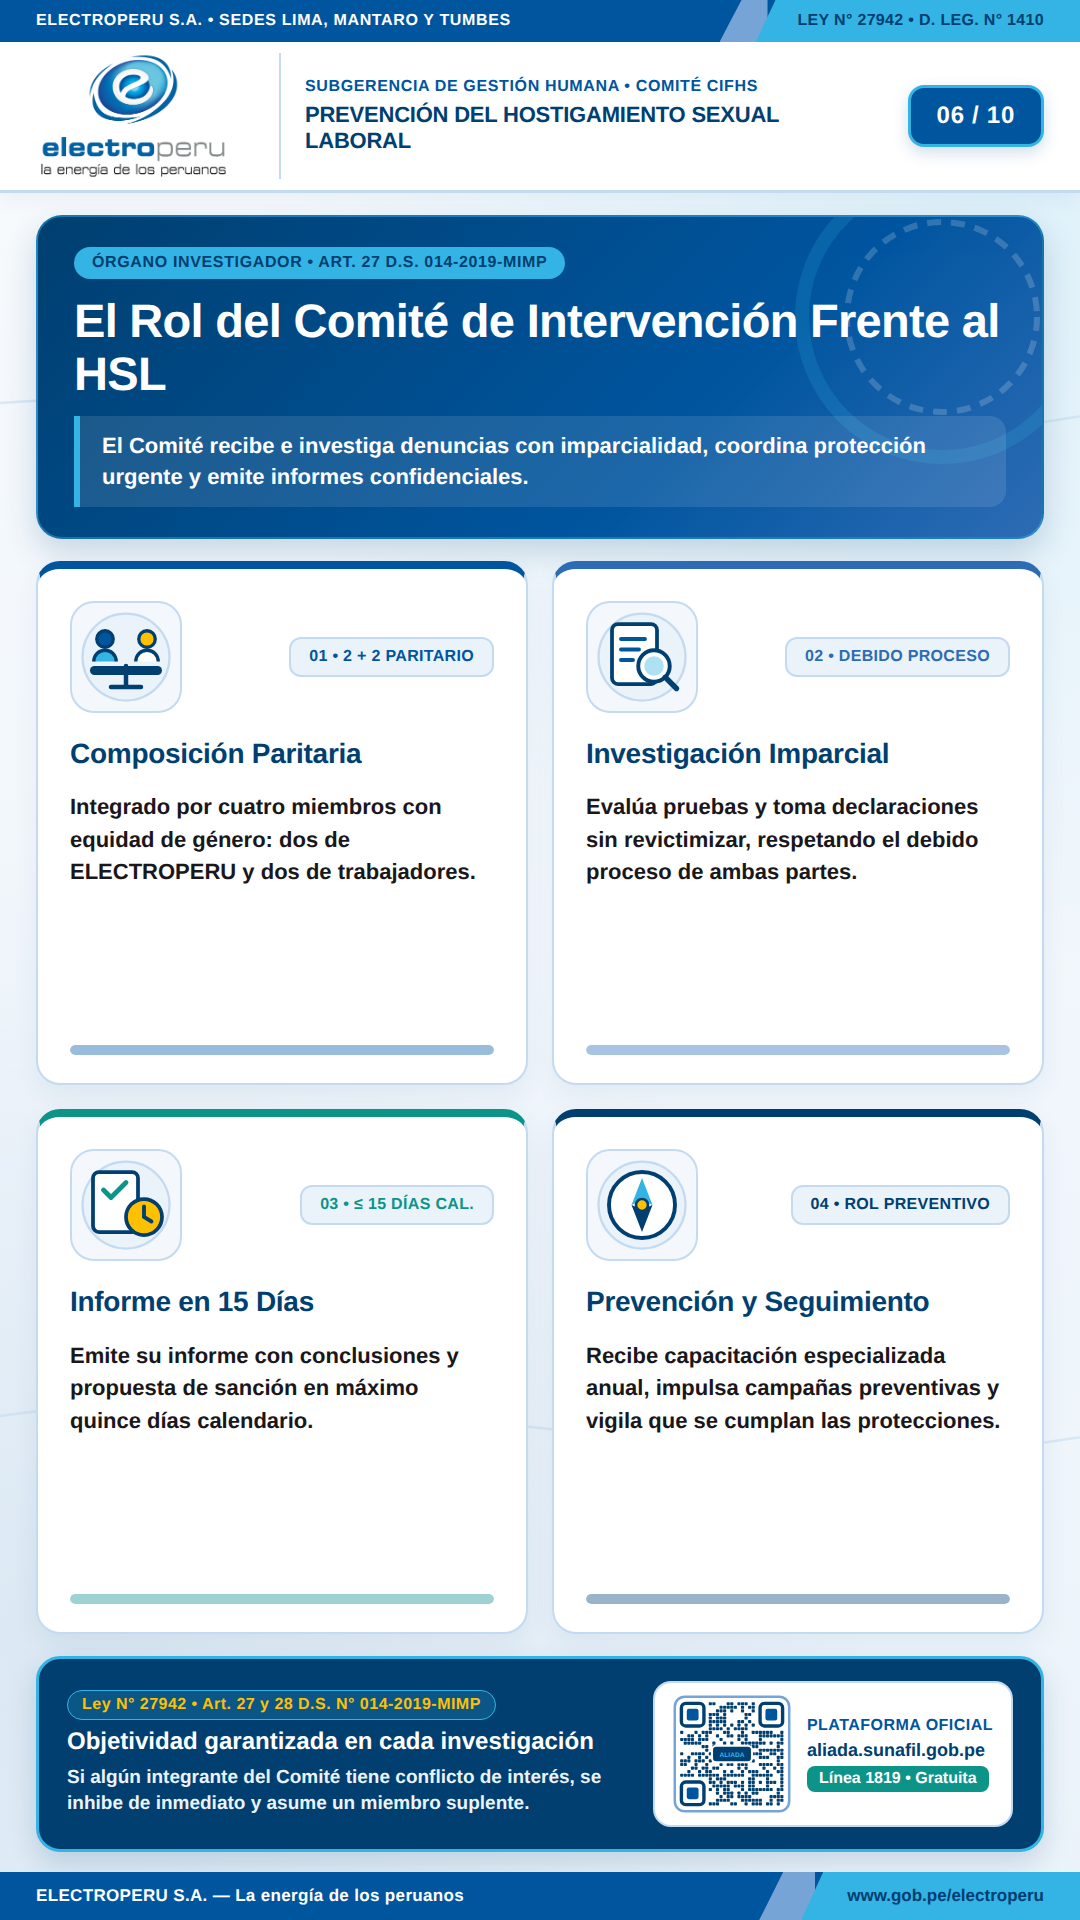 ELECTROPERU S.A. • SEDES LIMA, MANTARO Y TUMBES
LEY N° 27942 • D. LEG. N° 1410
electroperu
la energía de los peruanos
SUBGERENCIA DE GESTIÓN HUMANA • COMITÉ CIFHS
PREVENCIÓN DEL HOSTIGAMIENTO SEXUAL
LABORAL
06 / 10
ÓRGANO INVESTIGADOR • ART. 27 D.S. 014-2019-MIMP
El Rol del Comité de Intervención Frente al
HSL
El Comité recibe e investiga denuncias con imparcialidad, coordina protección
urgente y emite informes confidenciales.
01 • 2 + 2 PARITARIO
Composición Paritaria
Integrado por cuatro miembros con
equidad de género: dos de
ELECTROPERU y dos de trabajadores.
02 • DEBIDO PROCESO
Investigación Imparcial
Evalúa pruebas y toma declaraciones
sin revictimizar, respetando el debido
proceso de ambas partes.
03 • ≤ 15 DÍAS CAL.
Informe en 15 Días
Emite su informe con conclusiones y
propuesta de sanción en máximo
quince días calendario.
04 • ROL PREVENTIVO
Prevención y Seguimiento
Recibe capacitación especializada
anual, impulsa campañas preventivas y
vigila que se cumplan las protecciones.
Ley N° 27942 • Art. 27 y 28 D.S. N° 014-2019-MIMP
Objetividad garantizada en cada investigación
Si algún integrante del Comité tiene conflicto de interés, se
inhibe de inmediato y asume un miembro suplente.
ALIADA
PLATAFORMA OFICIAL
aliada.sunafil.gob.pe
Línea 1819 • Gratuita
ELECTROPERU S.A. — La energía de los peruanos
www.gob.pe/electroperu